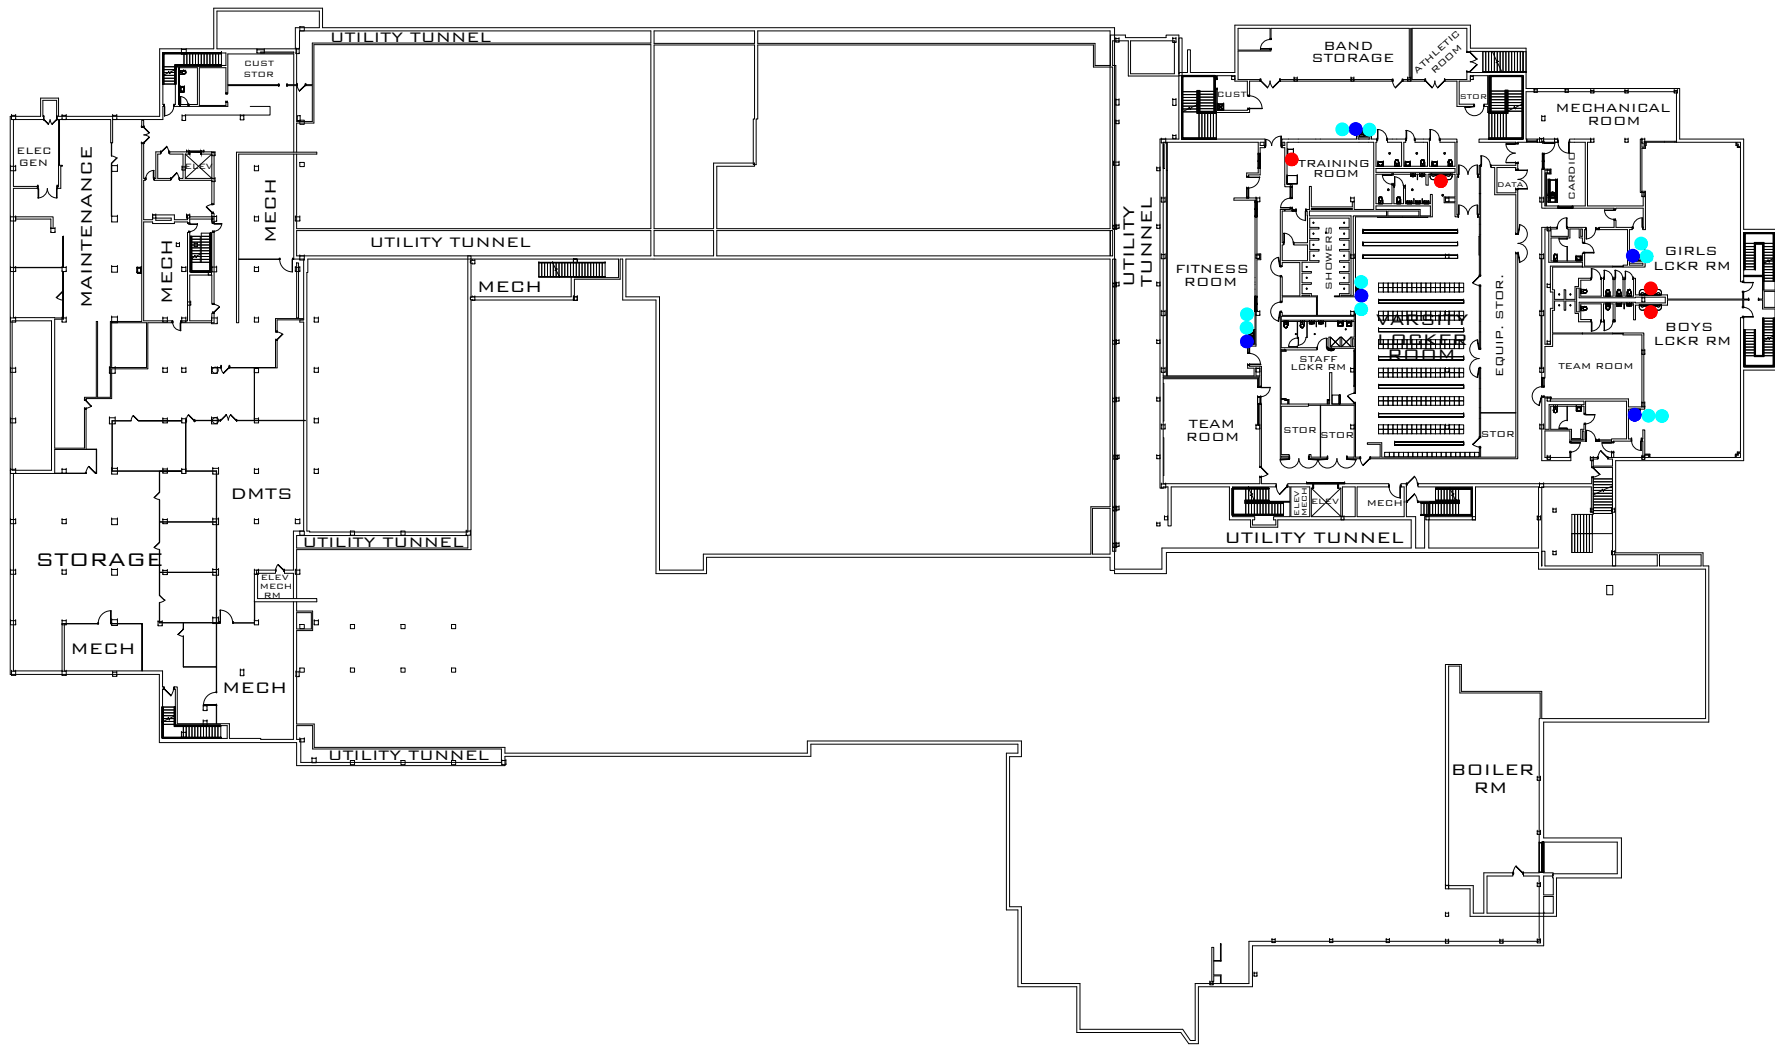 UTILITY TUNNEL
CUST
STOR
BAND
STORAGE
ATHLETIC
ROOM
CUST
STOR
MECHANICAL
ROOM
ELEC
GEN
MAINTENANCE
ELEV
MECH
MECH
UTILITY TUNNEL
MECH
UTILITY
TUNNEL
TRAINING
ROOM
CARDIO
DATA
FITNESS
ROOM
SHOWERS
VARSITY
LOCKER
ROOM
EQUIP. STOR.
GIRLS
LCKR RM
BOYS
LCKR RM
STAFF
LCKR RM
TEAM ROOM
TEAM
ROOM
STOR
STOR
STOR
DMTS
STORAGE
UTILITY TUNNEL
ELEV
MECH
ELEV
MECH
UTILITY TUNNEL
ELEV
MECH
RM
MECH
MECH
UTILITY TUNNEL
BOILER
RM